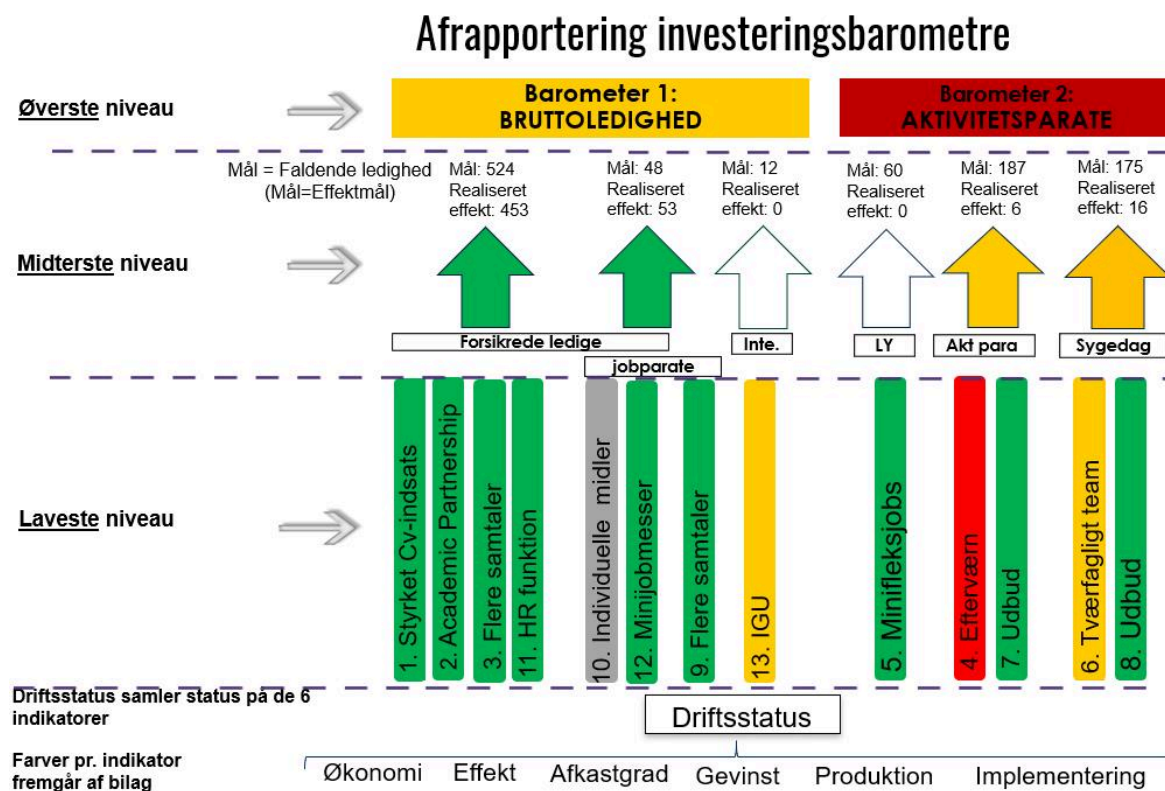 Afrapportering investeringsbarometre
Øverste niveau
Barometer 1:
BRUTTOLEDIGHED
Barometer 2:
AKTIVITETSPARATE
Mål = Faldende ledighed
(Mål=Effektmål)
Mål: 524
Realiseret
effekt: 453
Mål: 48
Realiseret
effekt: 53
Mål: 12
Realiseret
effekt: 0
Mål: 60
Realiseret
effekt: 0
Mål: 187
Realiseret
effekt: 6
Mål: 175
Realiseret
effekt: 16
Midterste niveau
Forsikrede ledige
jobparate
Inte.
LY
Akt para
Sygedag
Laveste niveau
1. Styrket Cv-indsats
2. Academic Partnership
3. Flere samtaler
11. HR funktion
10. Individuelle midler
12. Minijobmesser
9. Flere samtaler
13. IGU
5. Minifleksjobs
4. Efterværn
7. Udbud
6. Tværfagligt team
8. Udbud
Driftsstatus samler status på de 6
indikatorer
Driftsstatus
Farver pr. indikator
fremgår af bilag
Økonomi Effekt Afkastgrad Gevinst Produktion Implementering